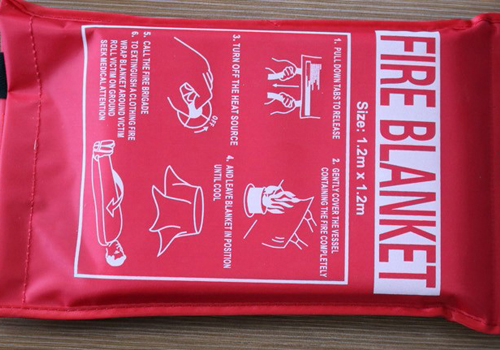 FIRE BLANKET
Size: 1.2m x 1.2m
1. PULL DOWN TABS TO RELEASE
2. GENTLY COVER THE VESSEL
CONTAINING THE FIRE COMPLETELY
3. TURN OFF THE HEAT SOURCE
OFF
4. AND LEAVE BLANKET IN POSITION
UNTIL COOL
5. CALL THE FIRE BRIGADE
6. TO EXTINGUISH A CLOTHING FIRE
WRAP BLANKET AROUND VICTIM
ROLL VICTIM ON GROUND
SEEK MEDICAL ATTENTION